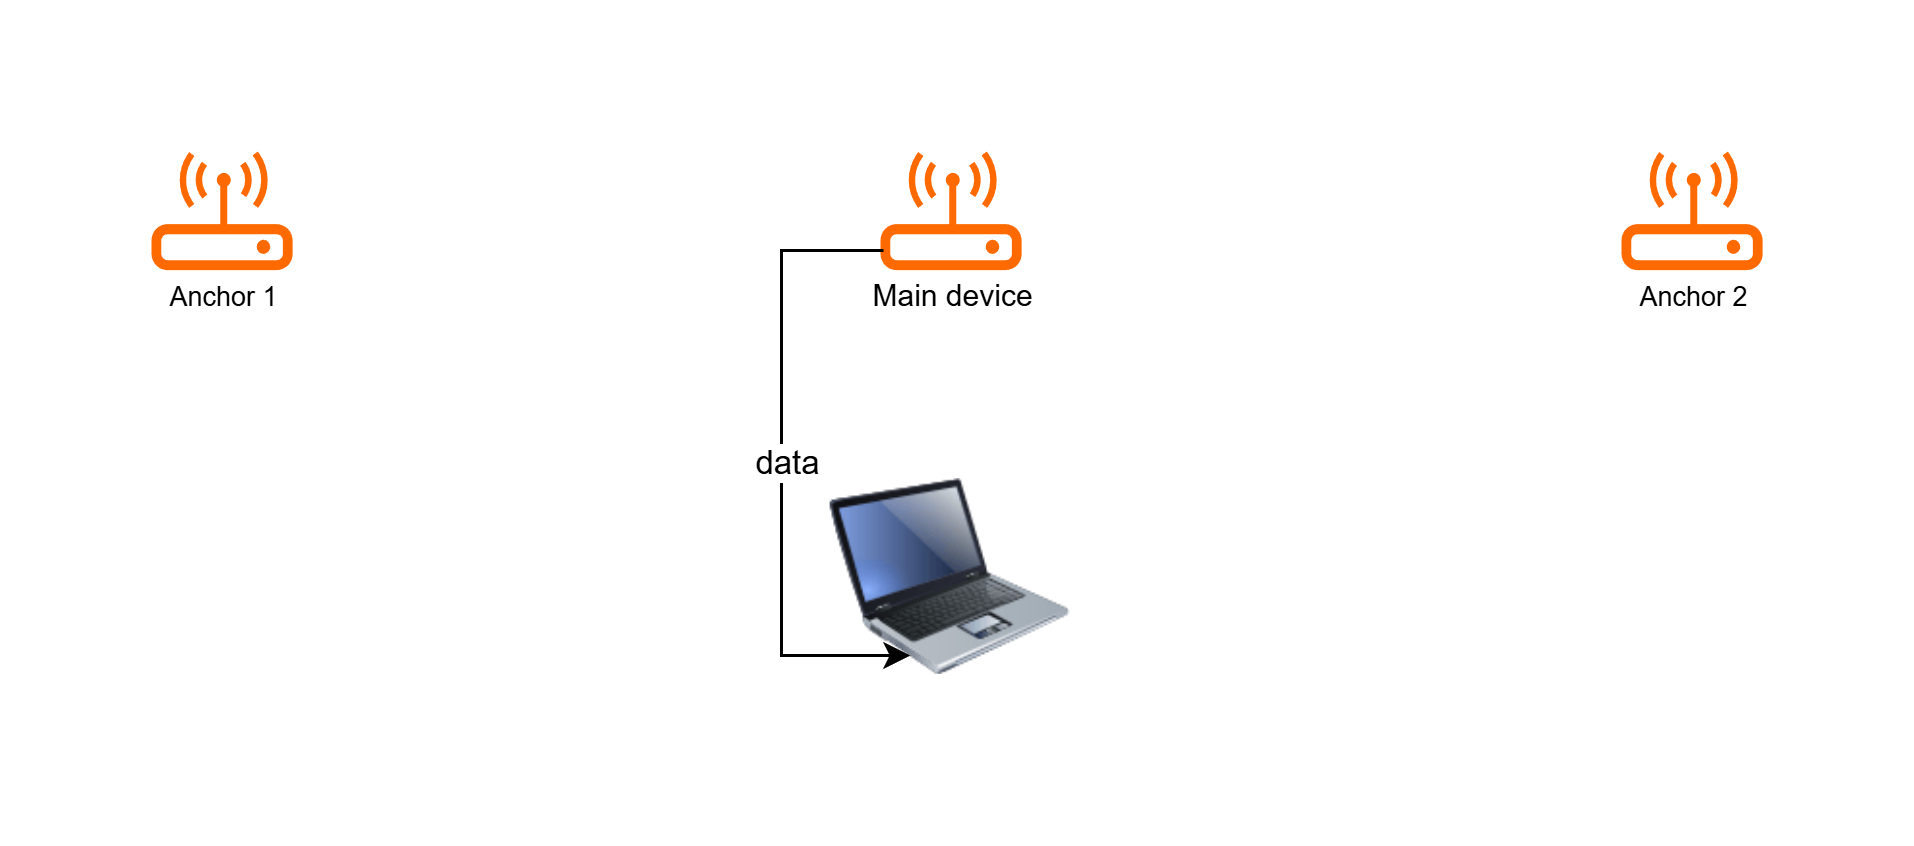 Anchor 1
Main device
Anchor 2
data